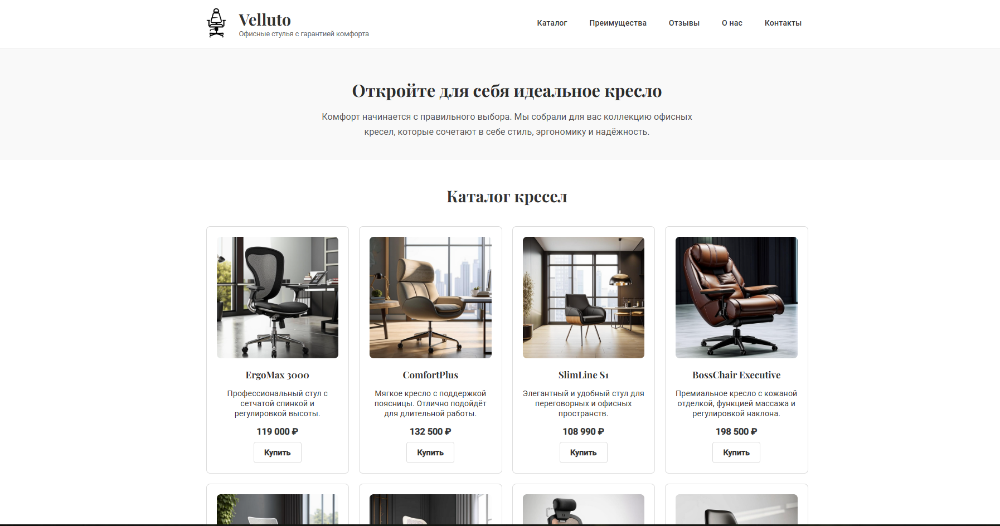 Velluto
Офисные стулья с гарантией комфорта
Каталог
Преимущества
Отзывы
О нас
Контакты
Откройте для себя идеальное кресло
Комфорт начинается с правильного выбора. Мы собрали для вас коллекцию офисных
кресел, которые сочетают в себе стиль, эргономику и надёжность.
Каталог кресел
ErgoMax 3000
Профессиональный стул с
сетчатой спинкой и
регулировкой высоты.
119 000 ₽
Купить
ComfortPlus
Мягкое кресло с поддержкой
поясницы. Отлично подойдёт
для длительной работы.
132 500 ₽
Купить
SlimLine S1
Элегантный и удобный стул для
переговорных и офисных
пространств.
108 990 ₽
Купить
BossChair Executive
Премиальное кресло с кожаной
отделкой, функцией массажа и
регулировкой наклона.
198 500 ₽
Купить